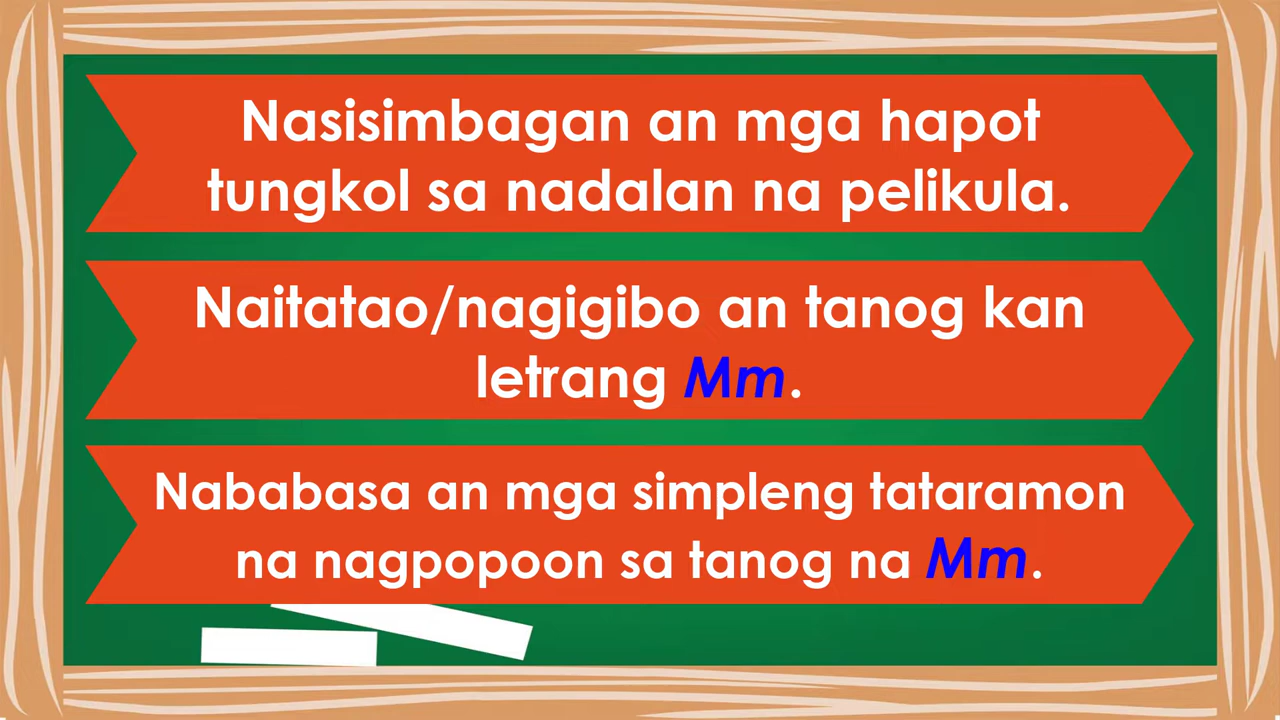 Nasisimbagan an mga hapot
tungkol sa nadalan na pelikula.
Naitatao/nagigibo an tanog kan
letrang Mm.
Nababasa an mga simpleng tataramon
na nagpopoon sa tanog na Mm.